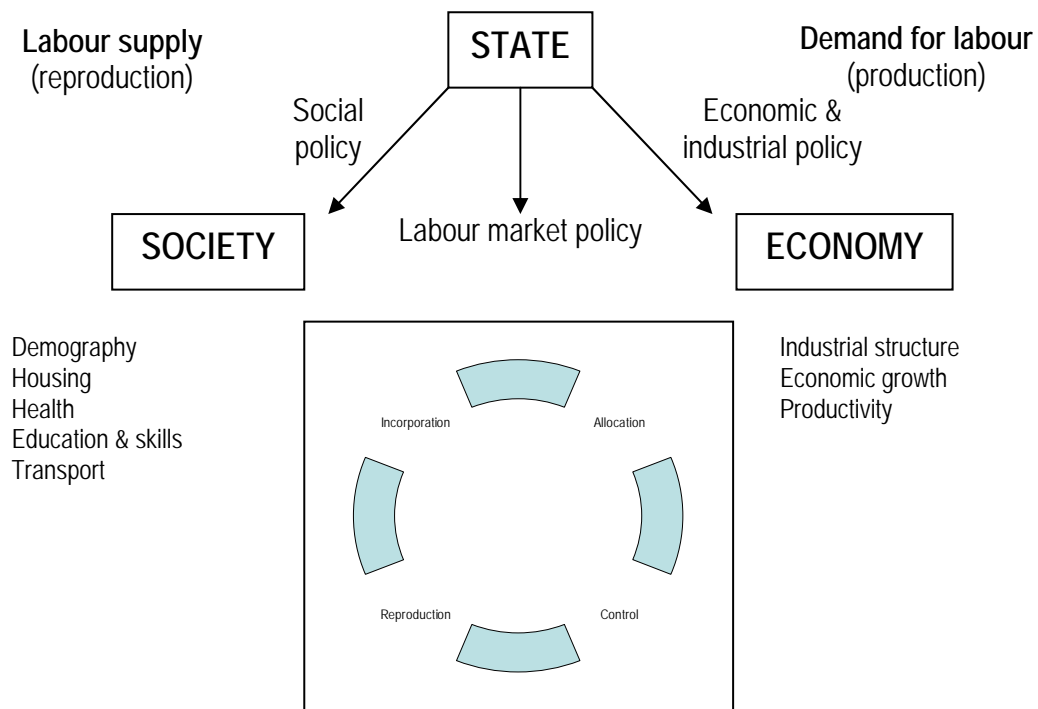 Labour supply
(reproduction)
STATE
Demand for labour
(production)
Social
policy
Economic &
industrial policy
SOCIETY
Labour market policy
ECONOMY
Demography
Housing
Health
Education & skills
Transport
Industrial structure
Economic growth
Productivity
Incorporation
Allocation
Reproduction
Control